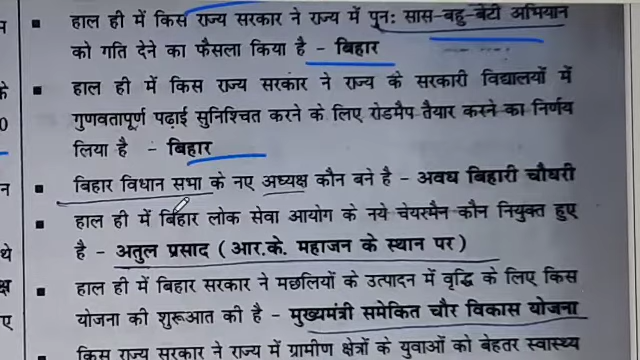 हाल ही में किस राज्य सरकार ने राज्य में पुनः सास-बहु-बेटी अभियान
को गति देने का फैसला किया है - बिहार
हाल ही में किस राज्य सरकार ने राज्य के सरकारी विद्यालयों में
गुणवतापूर्ण पढ़ाई सुनिश्चित करने के लिए रोडमैप तैयार करने का निर्णय
लिया है - बिहार
बिहार विधान सभा के नए अध्यक्ष कौन बने है - अवध बिहारी चौधरी
हाल ही में बिहार लोक सेवा आयोग के नये चेयरमैन कौन नियुक्त हुए
है - अतुल प्रसाद ( आर.के. महाजन के स्थान पर )
हाल ही में बिहार सरकार ने मछलियों के उत्पादन में वृद्धि के लिए किस
योजना की शुरूआत की है - मुख्यमंत्री समेकित चौर विकास योजना
किस राज्य सरकार ने राज्य में ग्रामीण क्षेत्रों के युवाओं को बेहतर स्वास्थ्य